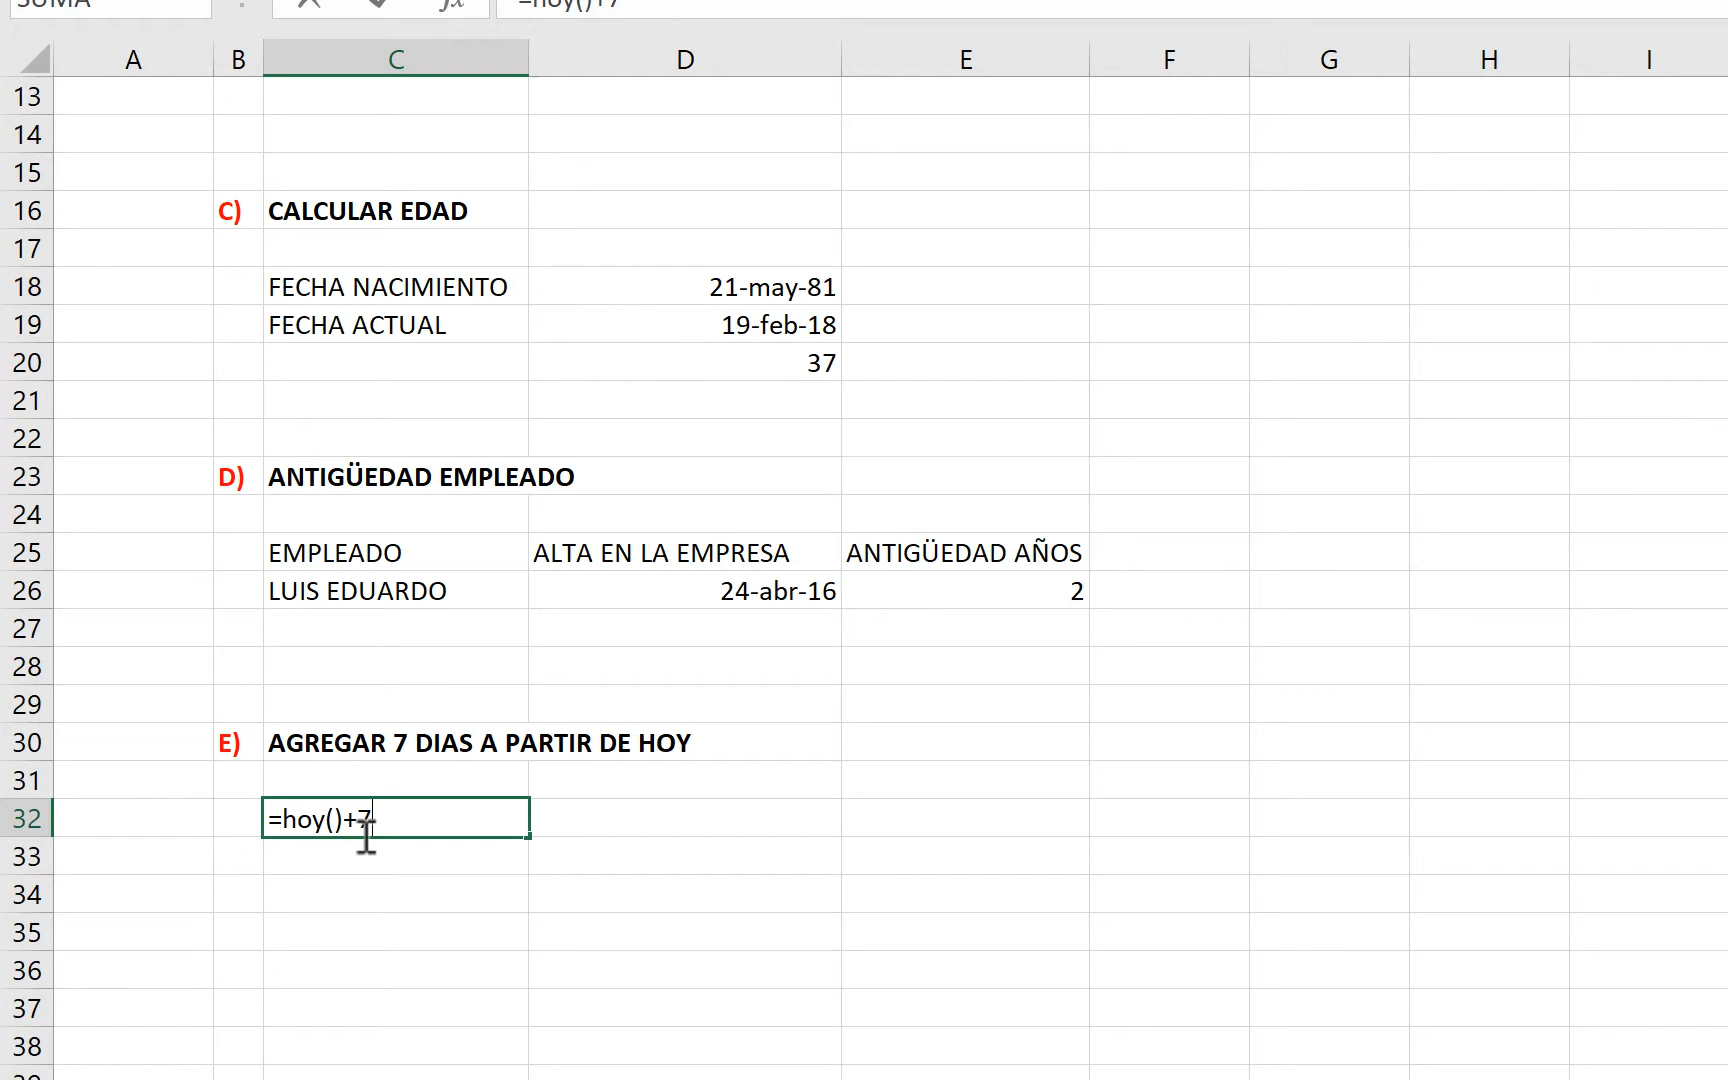 SUMA
=hoy()+7
A B C D E F G H I
13
14
15
16 C) CALCULAR EDAD
17
18 FECHA NACIMIENTO 21-may-81
19 FECHA ACTUAL 19-feb-18
20 37
21
22
23 D) ANTIGÜEDAD EMPLEADO
24
25 EMPLEADO ALTA EN LA EMPRESA ANTIGÜEDAD AÑOS
26 LUIS EDUARDO 24-abr-16 2
27
28
29
30 E) AGREGAR 7 DIAS A PARTIR DE HOY
31
32 =hoy()+7
33
34
35
36
37
38